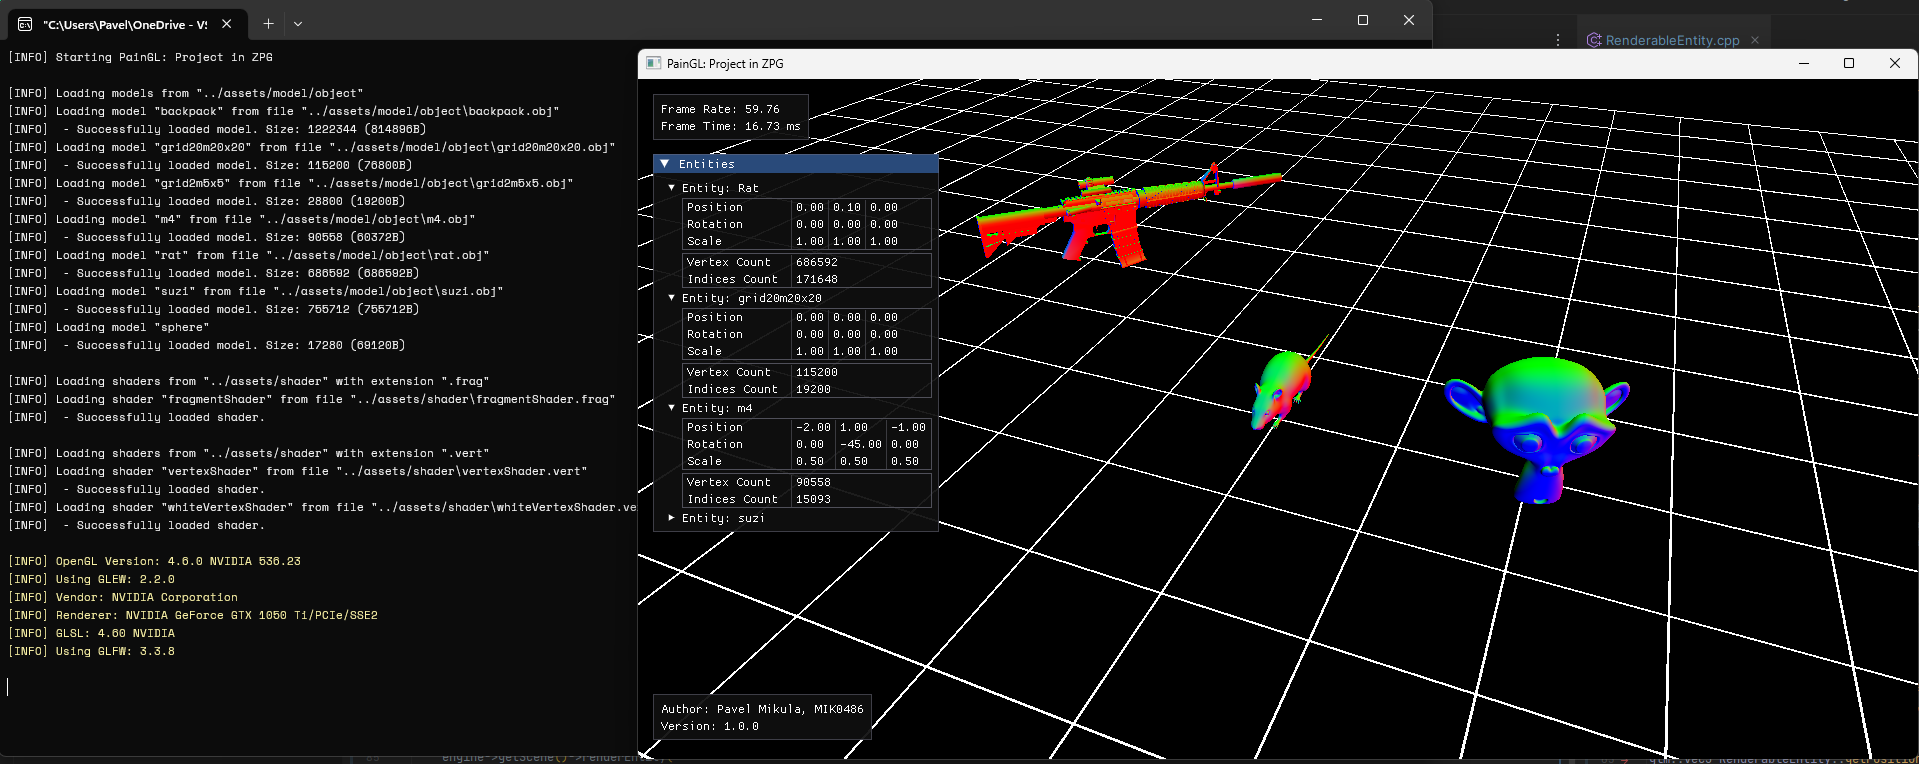 "C:\Users\Pavel\OneDrive - VS
[INFO] Starting PainGL: Project in ZPG
[INFO] Loading models from "../assets/model/object"
[INFO] Loading model "backpack" from file "../assets/model/object\backpack.obj"
[INFO]  - Successfully loaded model. Size: 1222344 (814896B)
[INFO] Loading model "grid20m20x20" from file "../assets/model/object\grid20m20x20.obj"
[INFO]  - Successfully loaded model. Size: 115200 (76800B)
[INFO] Loading model "grid2m5x5" from file "../assets/model/object\grid2m5x5.obj"
[INFO]  - Successfully loaded model. Size: 28800 (19200B)
[INFO] Loading model "m4" from file "../assets/model/object\m4.obj"
[INFO]  - Successfully loaded model. Size: 90558 (60372B)
[INFO] Loading model "rat" from file "../assets/model/object\rat.obj"
[INFO]  - Successfully loaded model. Size: 686592 (686592B)
[INFO] Loading model "suzi" from file "../assets/model/object\suzi.obj"
[INFO]  - Successfully loaded model. Size: 755712 (755712B)
[INFO] Loading model "sphere"
[INFO]  - Successfully loaded model. Size: 17280 (69120B)
[INFO] Loading shaders from "../assets/shader" with extension ".frag"
[INFO] Loading shader "fragmentShader" from file "../assets/shader\fragmentShader.frag"
[INFO]  - Successfully loaded shader.
[INFO] Loading shaders from "../assets/shader" with extension ".vert"
[INFO] Loading shader "vertexShader" from file "../assets/shader\vertexShader.vert"
[INFO]  - Successfully loaded shader.
[INFO] Loading shader "whiteVertexShader" from file "../assets/shader\whiteVertexShader.ve
[INFO]  - Successfully loaded shader.
[INFO] OpenGL Version: 4.6.0 NVIDIA 536.23
[INFO] Using GLEW: 2.2.0
[INFO] Vendor: NVIDIA Corporation
[INFO] Renderer: NVIDIA GeForce GTX 1050 Ti/PCIe/SSE2
[INFO] GLSL: 4.60 NVIDIA
[INFO] Using GLFW: 3.3.8
RenderableEntity.cpp
PainGL: Project in ZPG
Frame Rate: 59.76
Frame Time: 16.73 ms
Entities
Entity: Rat
Position 0.00 0.10 0.00
Rotation 0.00 0.00 0.00
Scale 1.00 1.00 1.00
Vertex Count 686592
Indices Count 171648
Entity: grid20m20x20
Position 0.00 0.00 0.00
Rotation 0.00 0.00 0.00
Scale 1.00 1.00 1.00
Vertex Count 115200
Indices Count 19200
Entity: m4
Position -2.00 1.00 -1.00
Rotation 0.00 -45.00 0.00
Scale 0.50 0.50 0.50
Vertex Count 90558
Indices Count 15093
Entity: suzi
Author: Pavel Mikula, MIK0486
Version: 1.0.0